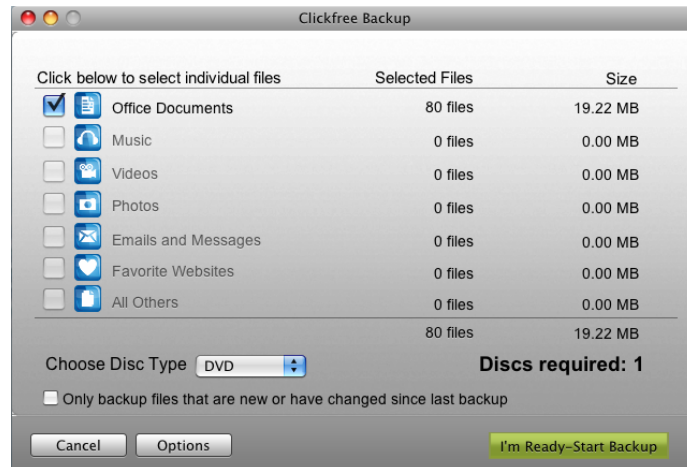 Clickfree Backup
Click below to select individual files Selected Files Size
Office Documents 80 files 19.22 MB
Music 0 files 0.00 MB
Videos 0 files 0.00 MB
Photos 0 files 0.00 MB
Emails and Messages 0 files 0.00 MB
Favorite Websites 0 files 0.00 MB
All Others 0 files 0.00 MB
80 files 19.22 MB
Choose Disc Type DVD Discs required: 1
Only backup files that are new or have changed since last backup
Cancel Options I'm Ready-Start Backup